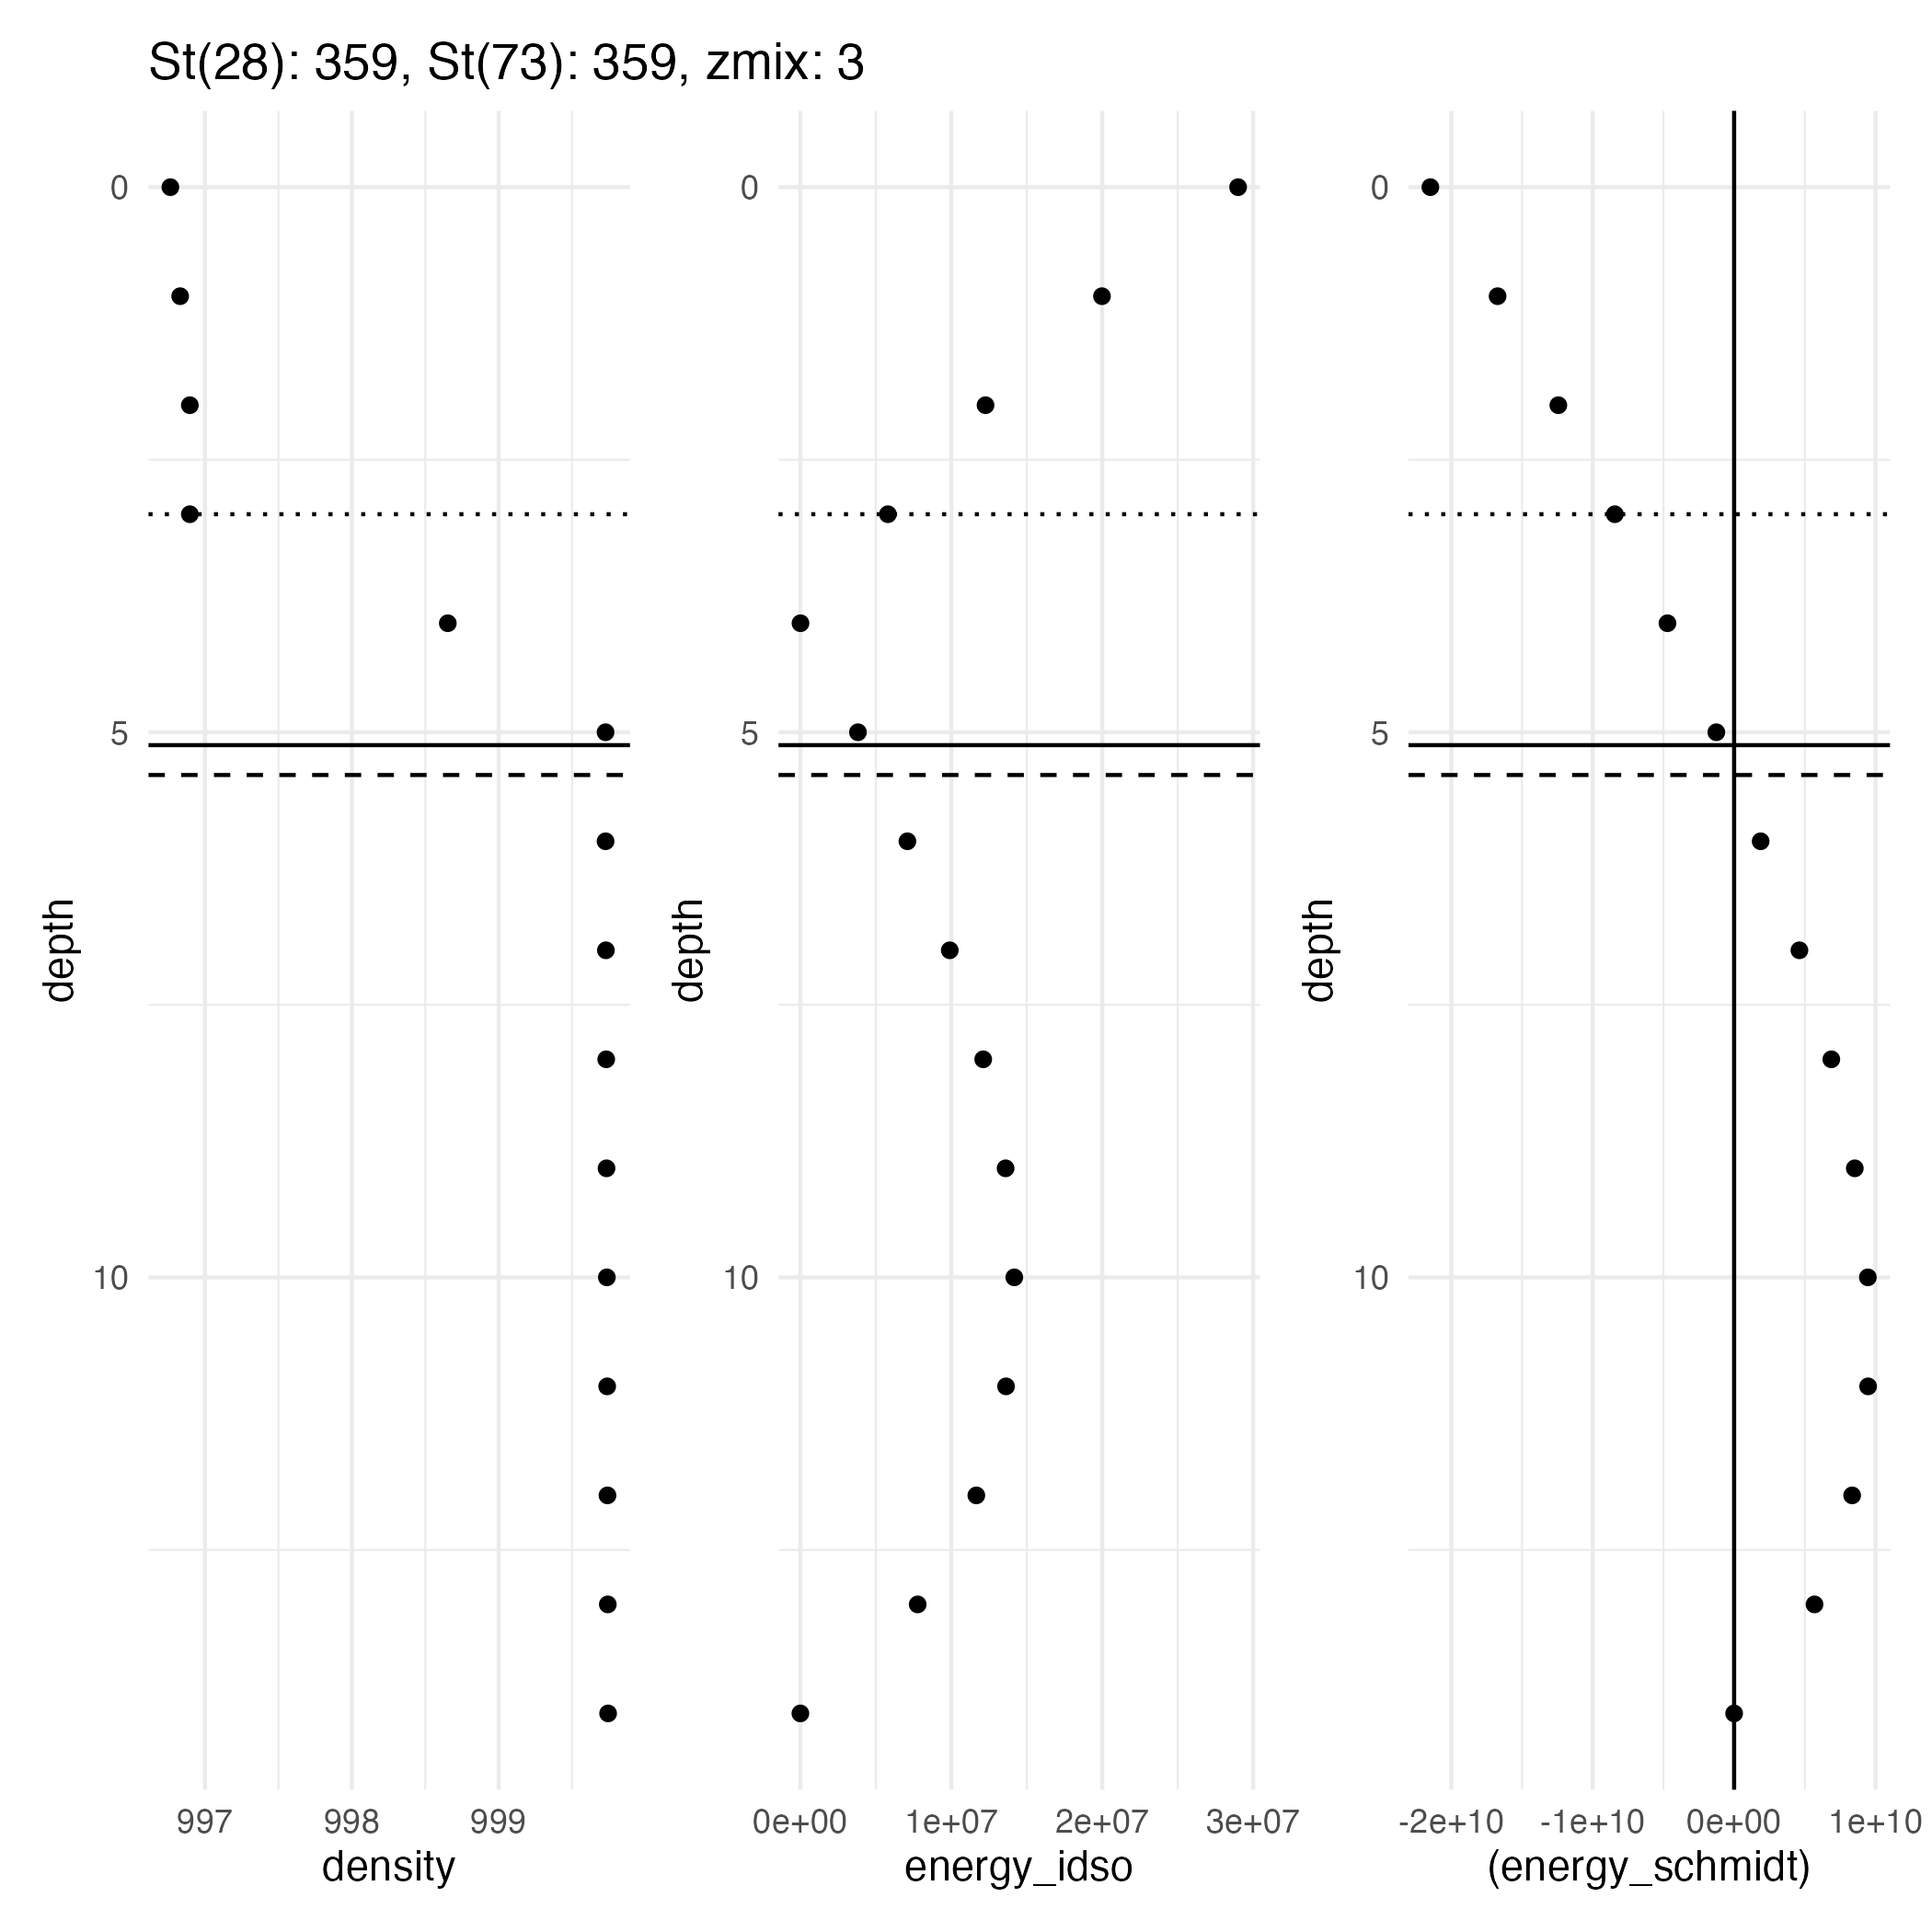 St(28): 359, St(73): 359, zmix: 3
depth
0
5
10
997 998 999
density
depth
0
5
10
0e+00 1e+07 2e+07 3e+07
energy_idso
depth
0
5
10
-2e+10 -1e+10 0e+00 1e+10
(energy_schmidt)